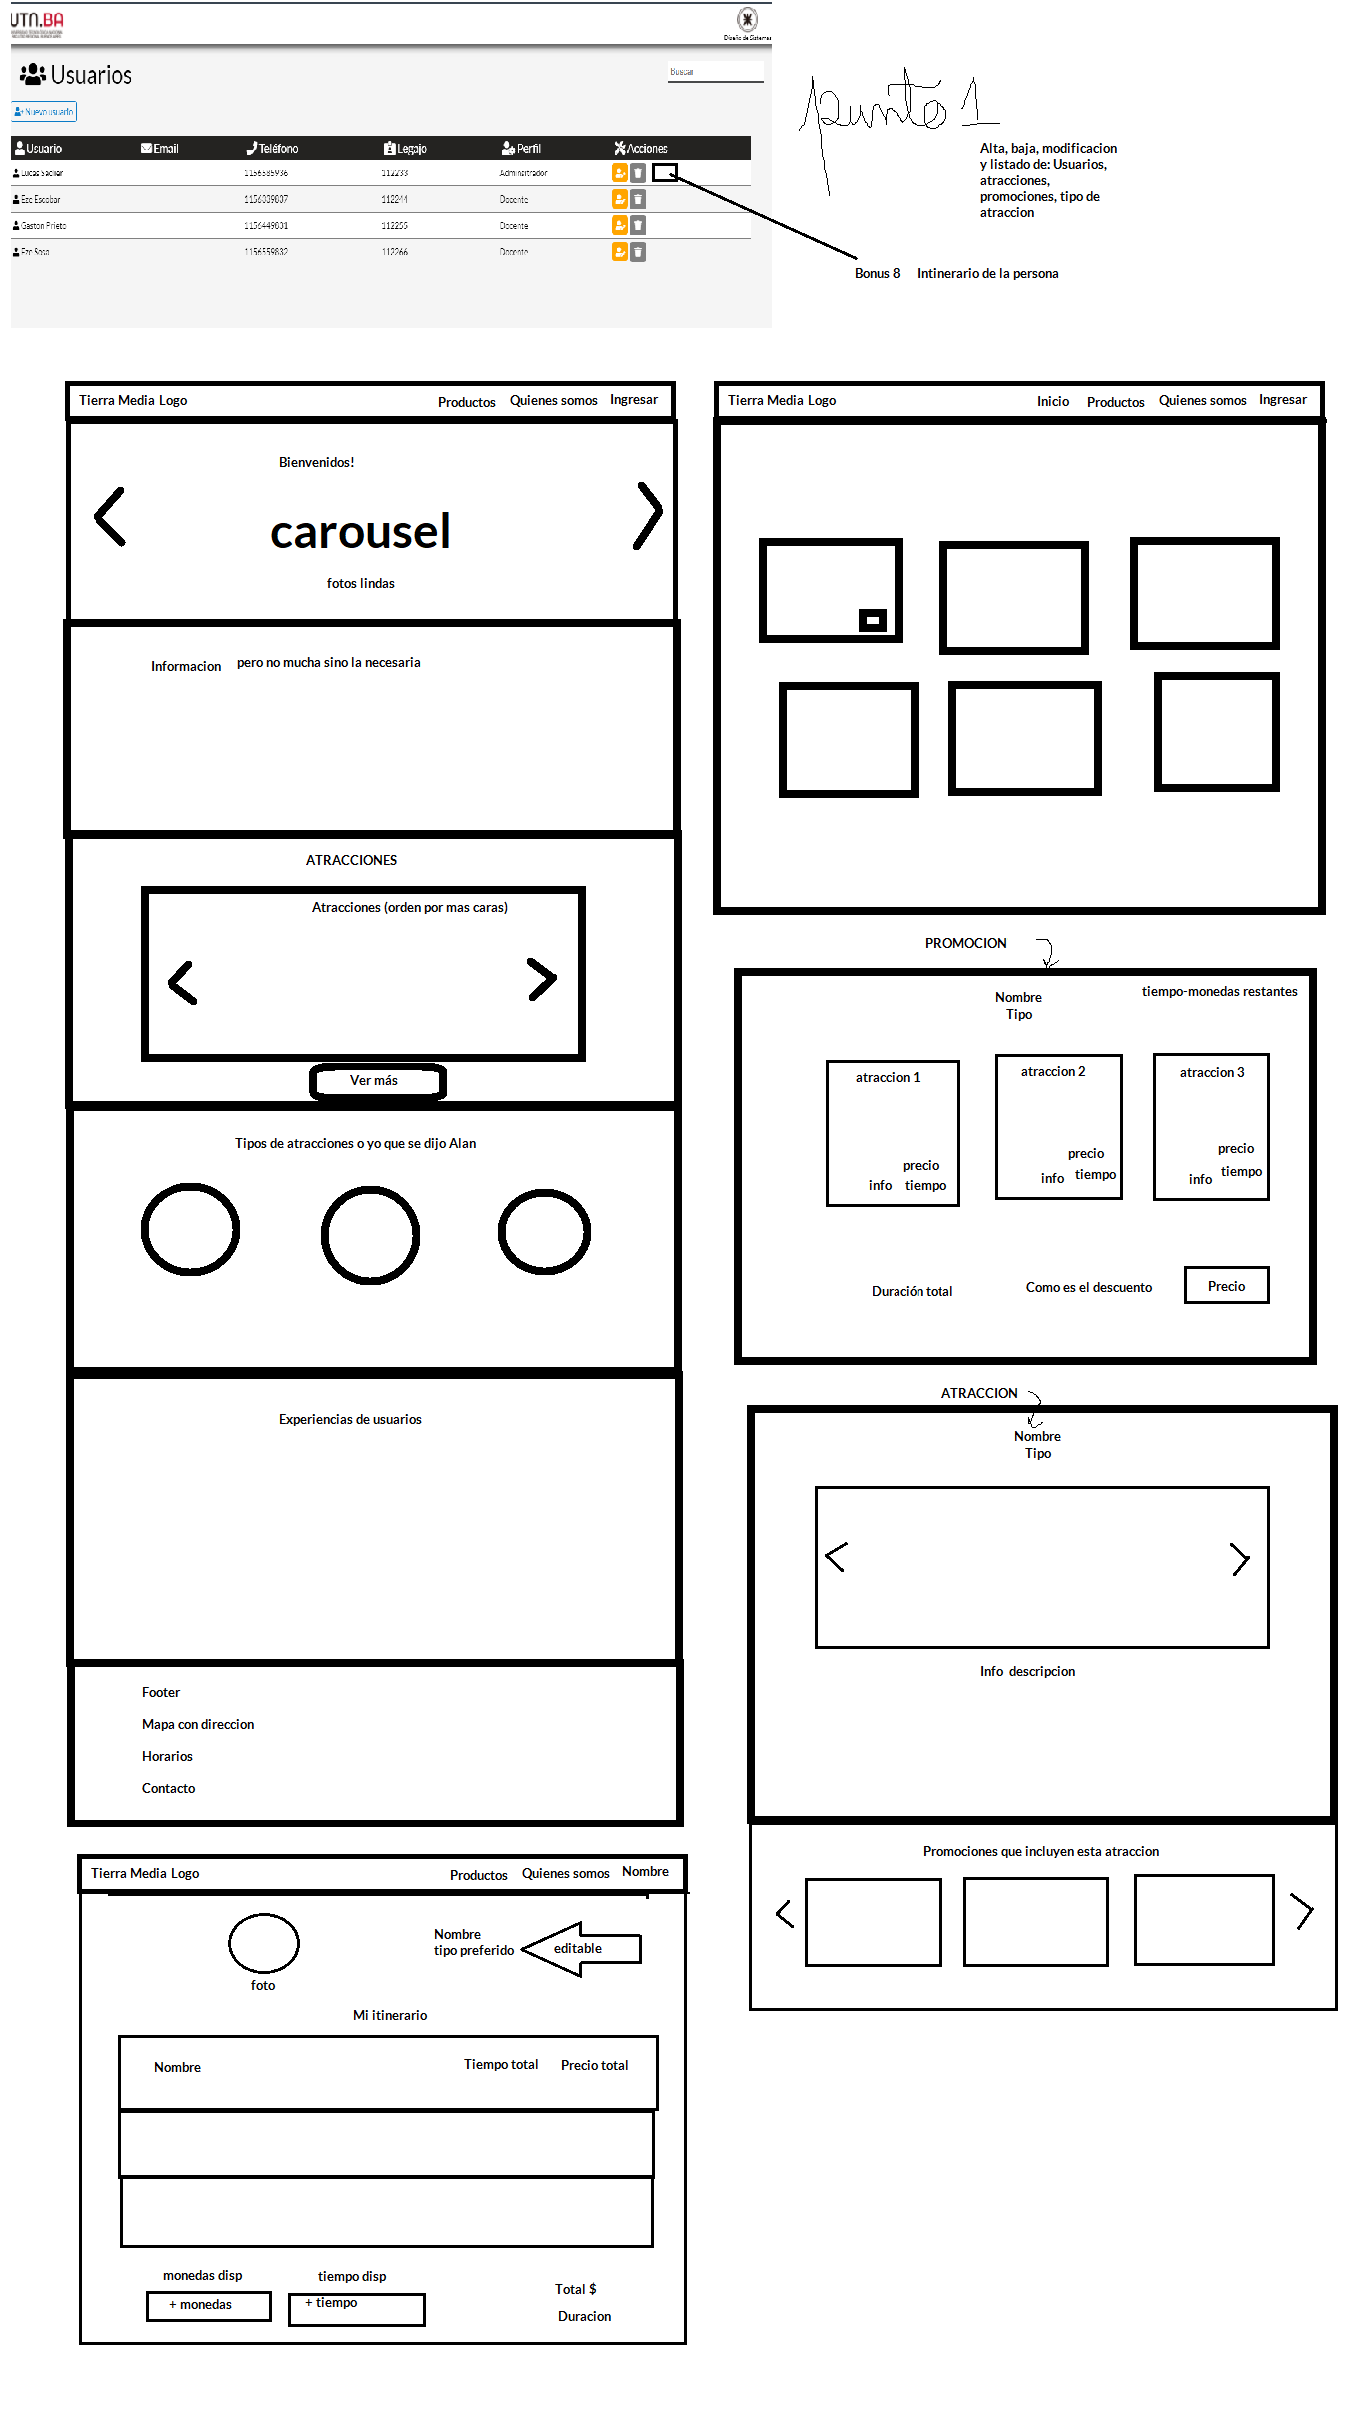 UTN.BA
Diseño de Sistemas
Usuarios
Buscar
Nuevo usuario
Usuario Email Teléfono Legajo Perfil Acciones
Lucas Saclier 1156585936 112233 Administrador
Eze Escobar 1156039807 112244 Docente
Gaston Prieto 1156449831 112255 Docente
Eze Sosa 1156559832 112266 Docente
punto 1
Alta, baja, modificacion
y listado de: Usuarios,
atracciones,
promociones, tipo de
atraccion
Bonus 8 Intinerario de la persona
Tierra Media Logo Productos Quienes somos Ingresar
Bienvenidos!
carousel
fotos lindas
Informacion pero no mucha sino la necesaria
ATRACCIONES
Atracciones (orden por mas caras)
Ver más
Tipos de atracciones o yo que se dijo Alan
Experiencias de usuarios
Footer
Mapa con direccion
Horarios
Contacto
Tierra Media Logo Productos Quienes somos Nombre
foto
Nombre
tipo preferido
editable
Mi itinerario
Nombre Tiempo total Precio total
monedas disp
+ monedas
tiempo disp
+ tiempo
Total $
Duracion
Tierra Media Logo Inicio Productos Quienes somos Ingresar
PROMOCION
Nombre
Tipo
tiempo-monedas restantes
atraccion 1
precio
info tiempo
atraccion 2
precio
info tiempo
atraccion 3
precio
info tiempo
Duración total Como es el descuento Precio
ATRACCION
Nombre
Tipo
Info descripcion
Promociones que incluyen esta atraccion